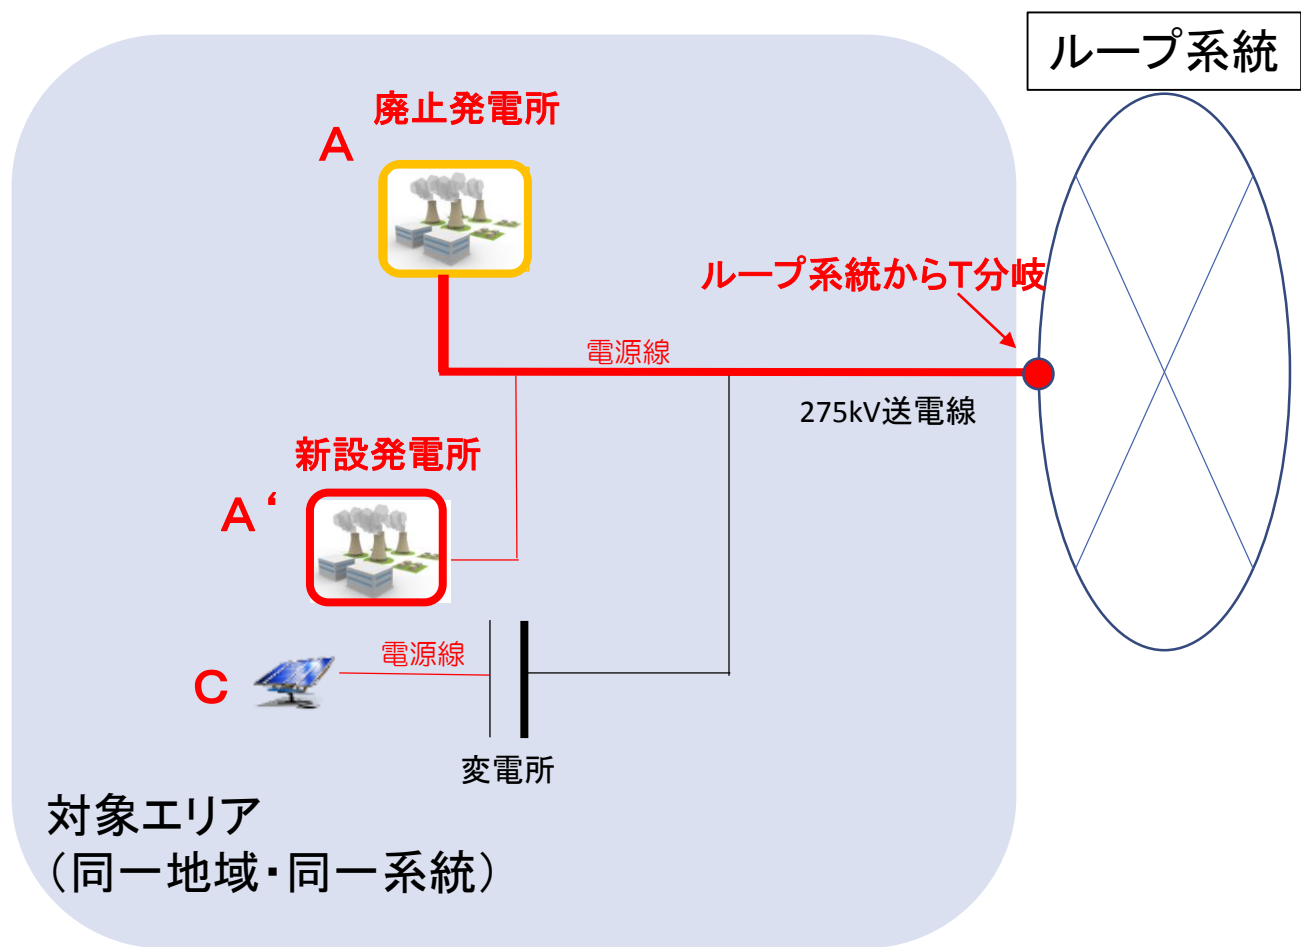 ループ系統
廃止発電所
A
ループ系統からT分岐
電源線
275kV送電線
新設発電所
A‘
電源線
C
変電所
対象エリア
（同一地域・同一系統）